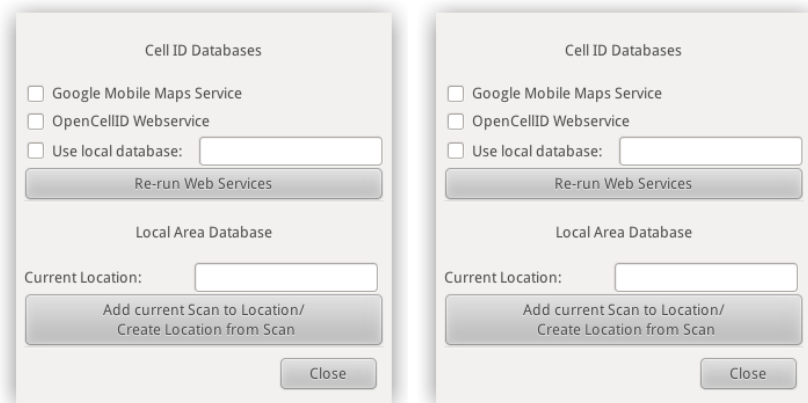 Cell ID Databases
Google Mobile Maps Service
OpenCellID Webservice
Use local database:
Re-run Web Services
Local Area Database
Current Location:
Add current Scan to Location/
Create Location from Scan
Close
Cell ID Databases
Google Mobile Maps Service
OpenCellID Webservice
Use local database:
Re-run Web Services
Local Area Database
Current Location:
Add current Scan to Location/
Create Location from Scan
Close